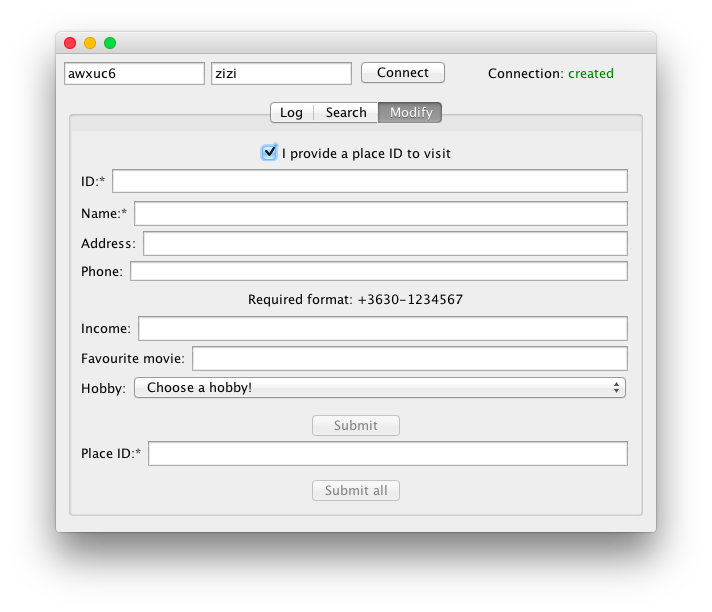 awxuc6 zizi Connect Connection: created
Log Search Modify
I provide a place ID to visit
ID:*
Name:*
Address:
Phone:
Required format: +3630-1234567
Income:
Favourite movie:
Hobby: Choose a hobby!
Submit
Place ID:*
Submit all